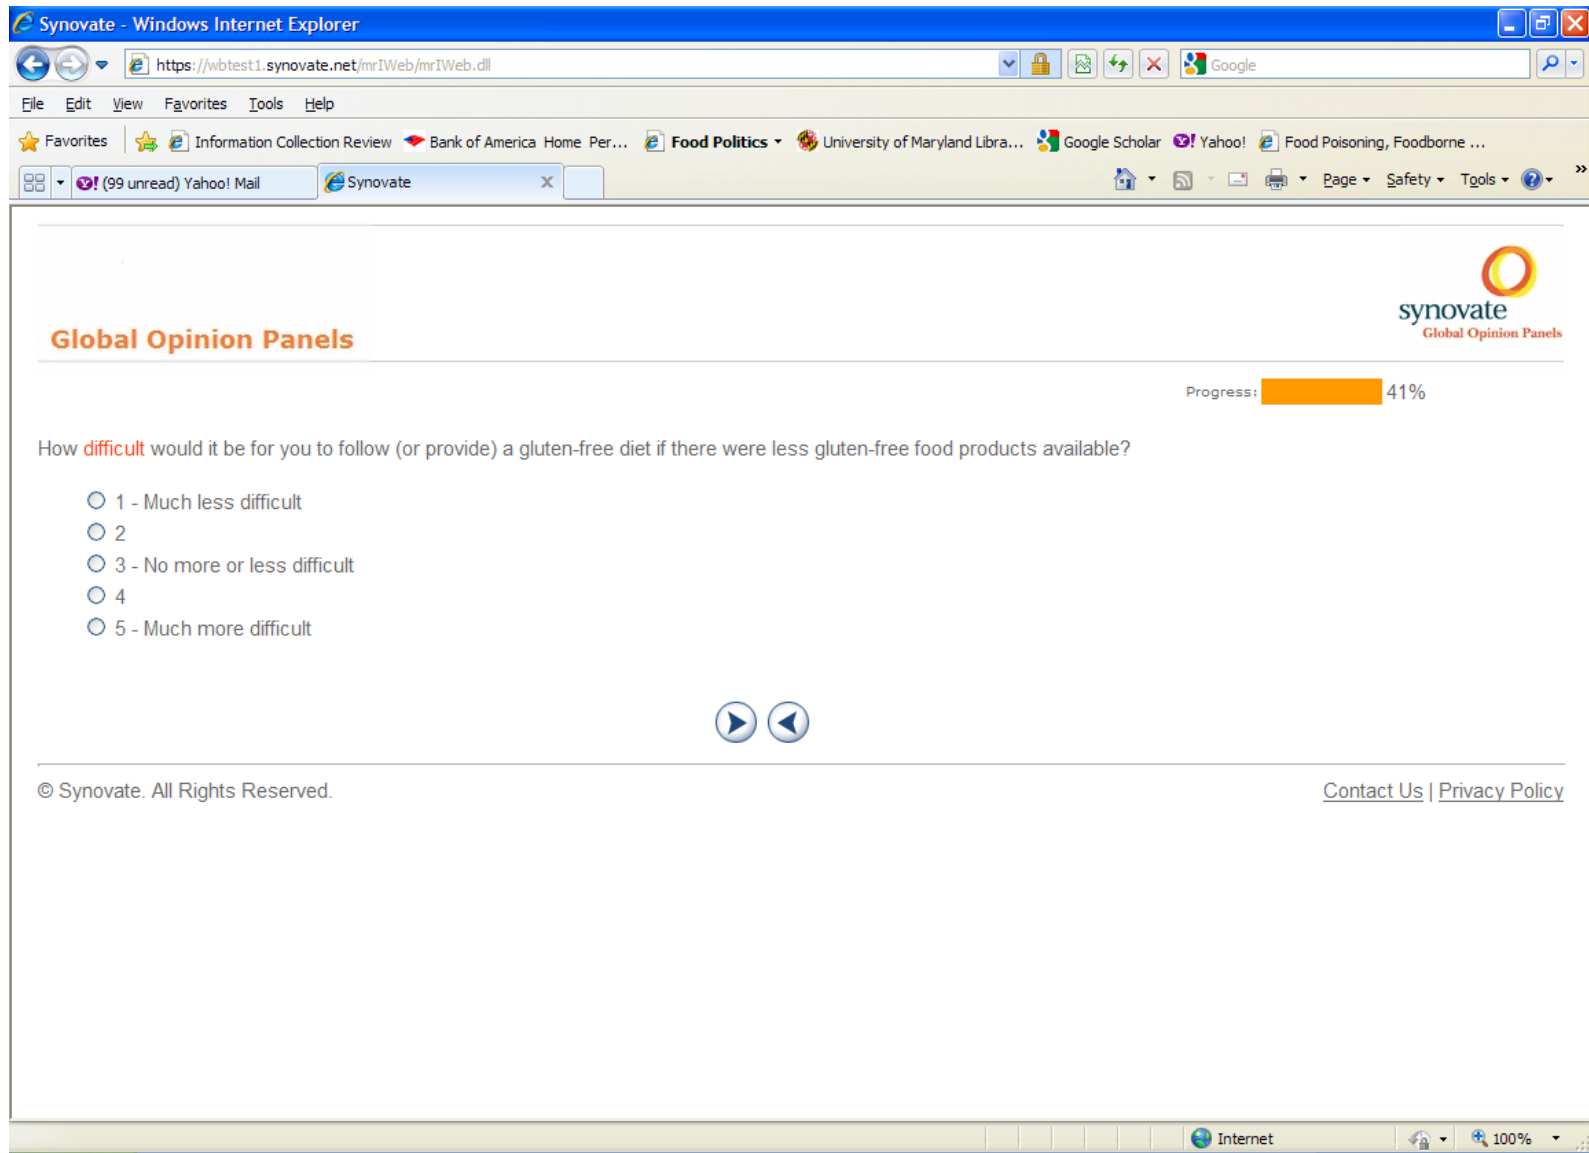 Synovate - Windows Internet Explorer
https://wbtest1.synovate.net/mrIWeb/mrIWeb.dll
Google
File Edit View Favorites Tools Help
Favorites Information Collection Review Bank of America Home Per... Food Politics University of Maryland Libra... Google Scholar Yahoo! Food Poisoning, Foodborne ...
(99 unread) Yahoo! Mail Synovate X Page Safety Tools »
Global Opinion Panels
synovate
Global Opinion Panels
Progress: 41%
How difficult would it be for you to follow (or provide) a gluten-free diet if there were less gluten-free food products available?
1 - Much less difficult
2
3 - No more or less difficult
4
5 - Much more difficult
© Synovate. All Rights Reserved. Contact Us | Privacy Policy
Internet 100%